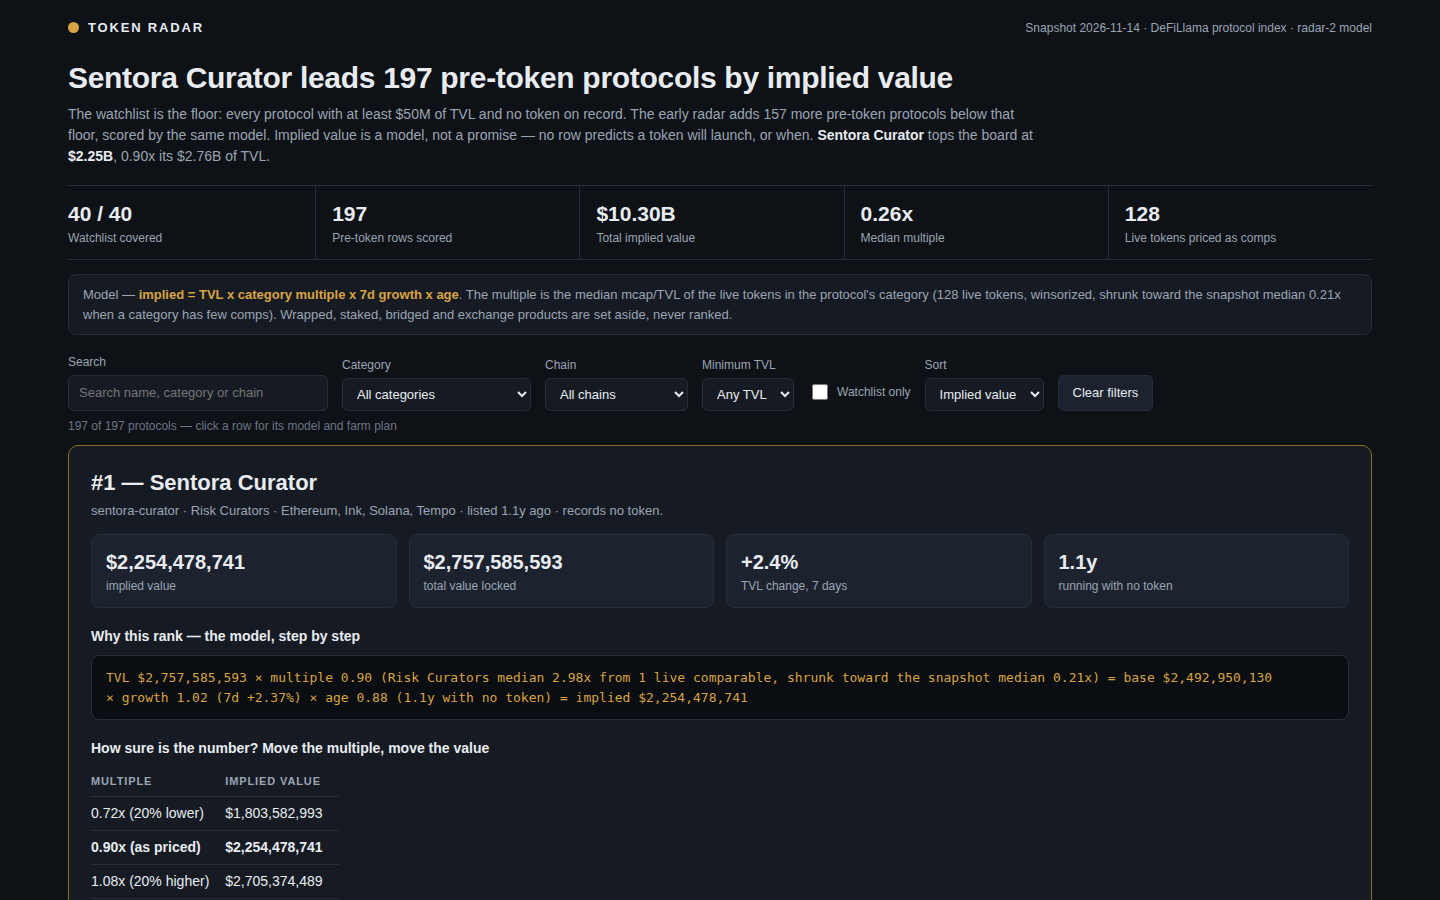 TOKEN RADAR
Snapshot 2026-11-14 · DeFiLlama protocol index · radar-2 model
Sentora Curator leads 197 pre-token protocols by implied value
The watchlist is the floor: every protocol with at least $50M of TVL and no token on record. The early radar adds 157 more pre-token protocols below that
floor, scored by the same model. Implied value is a model, not a promise — no row predicts a token will launch, or when. Sentora Curator tops the board at
$2.25B, 0.90x its $2.76B of TVL.
40 / 40
Watchlist covered
197
Pre-token rows scored
$10.30B
Total implied value
0.26x
Median multiple
128
Live tokens priced as comps
Model — implied = TVL x category multiple x 7d growth x age. The multiple is the median mcap/TVL of the live tokens in the protocol's category (128 live tokens, winsorized, shrunk toward the snapshot median 0.21x
when a category has few comps). Wrapped, staked, bridged and exchange products are set aside, never ranked.
Search
Search name, category or chain
Category
All categories
Chain
All chains
Minimum TVL
Any TVL
Watchlist only
Sort
Implied value
Clear filters
197 of 197 protocols — click a row for its model and farm plan
#1 — Sentora Curator
sentora-curator · Risk Curators · Ethereum, Ink, Solana, Tempo · listed 1.1y ago · records no token.
$2,254,478,741
implied value
$2,757,585,593
total value locked
+2.4%
TVL change, 7 days
1.1y
running with no token
Why this rank — the model, step by step
TVL $2,757,585,593 × multiple 0.90 (Risk Curators median 2.98x from 1 live comparable, shrunk toward the snapshot median 0.21x) = base $2,492,950,130
× growth 1.02 (7d +2.37%) × age 0.88 (1.1y with no token) = implied $2,254,478,741
How sure is the number? Move the multiple, move the value
MULTIPLE IMPLIED VALUE
0.72x (20% lower) $1,803,582,993
0.90x (as priced) $2,254,478,741
1.08x (20% higher) $2,705,374,489